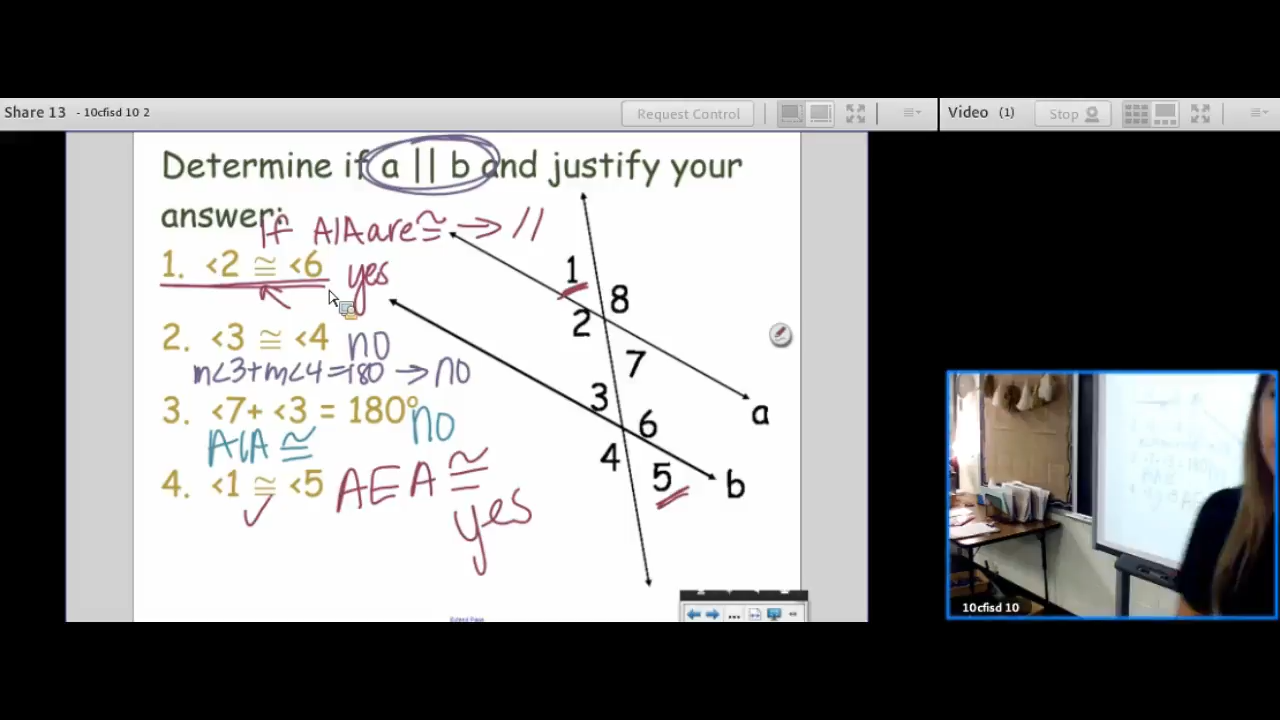 Share 13 - 10cfisd 10 2
Request Control
Video (1)
Stop
Determine if a || b and justify your
answer:
If AIA are ≅ → //
1. <2 ≅ <6 yes
2. <3 ≅ <4 no
m<3+m<4=180 → no
3. <7+ <3 = 180° no
AIA ≅
4. <1 ≅ <5 AEA ≅
yes
1
8
2
7
3
6
4
5
a
b
Extend Page
10cfisd 10